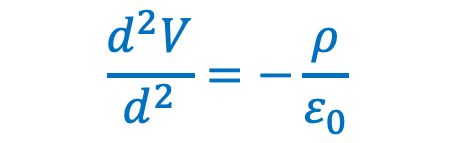 d²V/d² = − ρ/ε₀